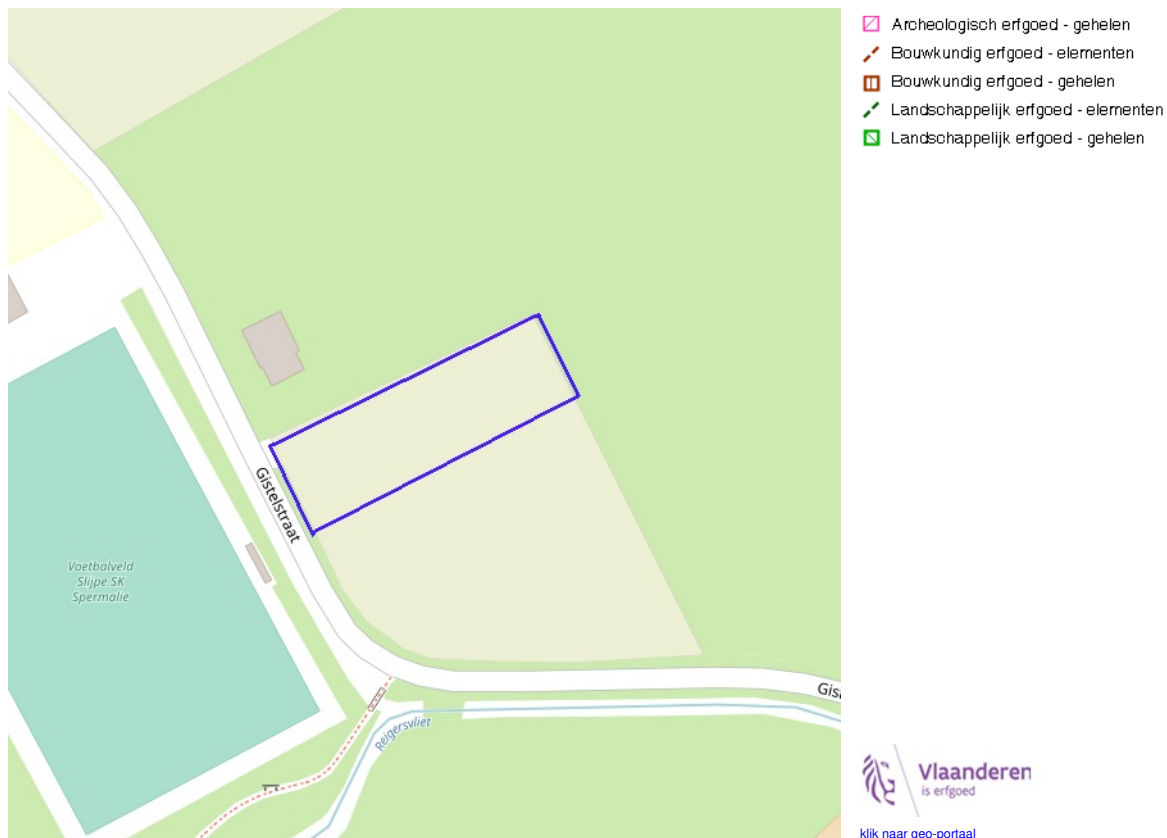 Archeologisch erfgoed - gehelen
Bouwkundig erfgoed - elementen
Bouwkundig erfgoed - gehelen
Landschappelijk erfgoed - elementen
Landschappelijk erfgoed - gehelen
Gistelstraat
Voetbalveld
Slijpe SK
Spermalie
Reigersvliet
Vlaanderen
is erfgoed
klik naar geo-portaal